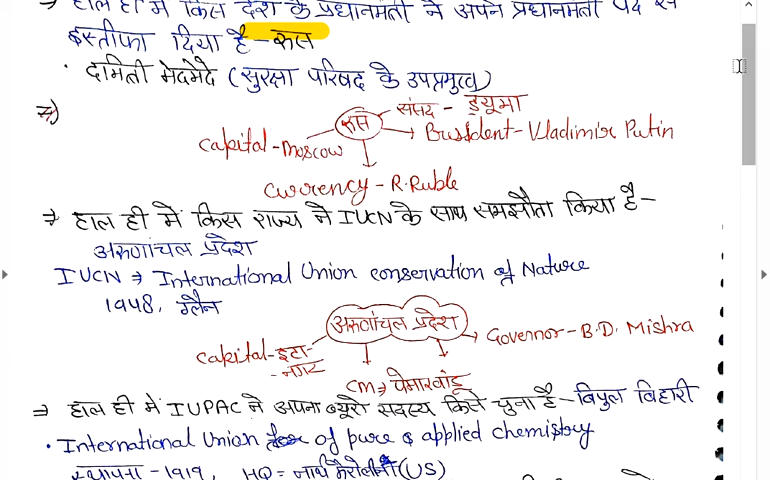 ⇒ हाल ही में किस देश के प्रधानमंत्री ने अपने प्रधानमंत्री पद से
इस्तीफा दिया है - रूस
· दमित्री मेदमेदे (सुरक्षा परिषद के उपप्रमुख)
⇒)
संसद - ड्यूमा
रूस
Capital - Moscow
→ President - Vladimir Putin
Currency - R.Ruble
⇒ हाल ही में किस राज्य ने IUCN के साथ समझौता किया है -
अरुणांचल प्रदेश
IUCN ⇒ International Union conservation of Nature
1948, ग्लैन
अरुणांचल प्रदेश
Governor - B.D. Mishra
Capital - इटा-
- नगर
CM ⇒ पेमाखांडू
⇒ हाल ही में IUPAC ने अपना ब्यूरो सदस्य किसे चुना है - विपुल बिहारी
· International Union of pure & applied chemistry
स्थापना - 1919, HQ = नार्थ कैरोलीना (US)